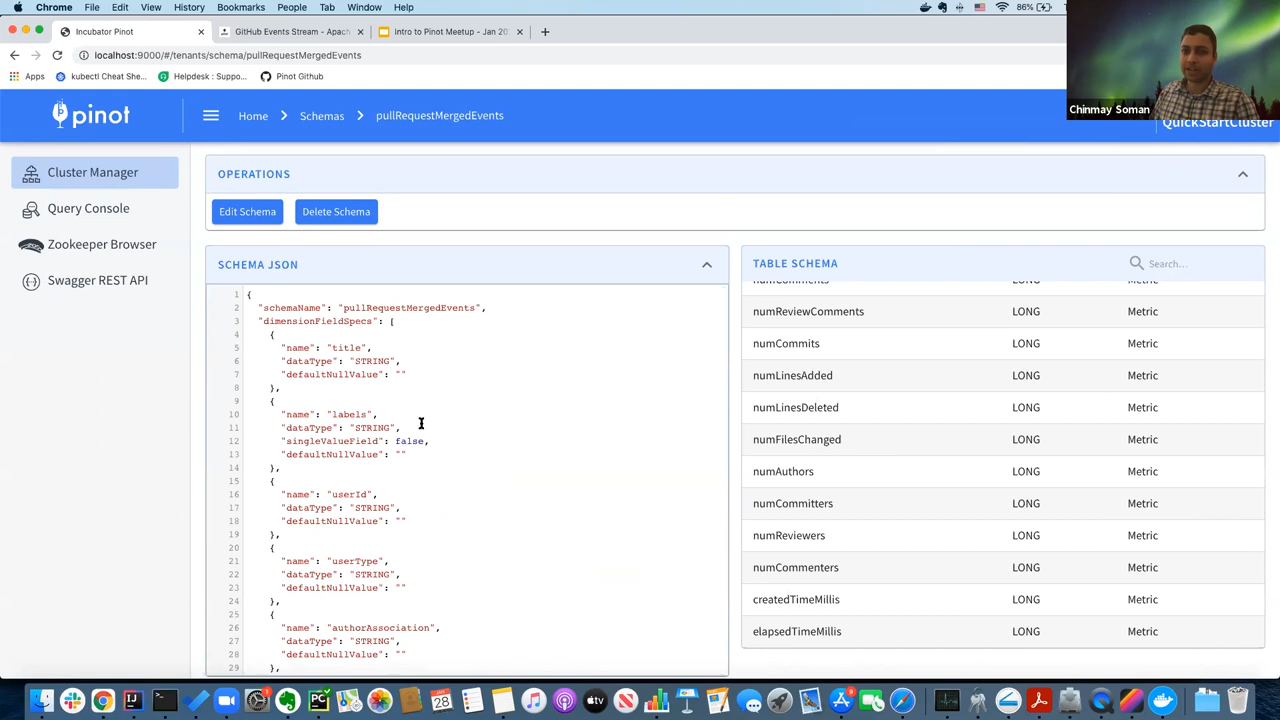 Chrome File Edit View History Bookmarks People Tab Window Help 86%
Incubator Pinot × GitHub Events Stream - Apach × Intro to Pinot Meetup - Jan 20 × +
localhost:9000/#/tenants/schema/pullRequestMergedEvents
Apps kubectl Cheat She... Helpdesk : Suppo... Pinot Github
Chinmay Soman
pinot Home Schemas pullRequestMergedEvents QuickStartCluster
Cluster Manager
Query Console
Zookeeper Browser
Swagger REST API
OPERATIONS
Edit Schema Delete Schema
SCHEMA JSON
1 {
2 "schemaName": "pullRequestMergedEvents",
3 "dimensionFieldSpecs": [
4 {
5 "name": "title",
6 "dataType": "STRING",
7 "defaultNullValue": ""
8 },
9 {
10 "name": "labels",
11 "dataType": "STRING",
12 "singleValueField": false,
13 "defaultNullValue": ""
14 },
15 {
16 "name": "userId",
17 "dataType": "STRING",
18 "defaultNullValue": ""
19 },
20 {
21 "name": "userType",
22 "dataType": "STRING",
23 "defaultNullValue": ""
24 },
25 {
26 "name": "authorAssociation",
27 "dataType": "STRING",
28 "defaultNullValue": ""
29 },
TABLE SCHEMA Search...
numComments LONG Metric
numReviewComments LONG Metric
numCommits LONG Metric
numLinesAdded LONG Metric
numLinesDeleted LONG Metric
numFilesChanged LONG Metric
numAuthors LONG Metric
numCommitters LONG Metric
numReviewers LONG Metric
numCommenters LONG Metric
createdTimeMillis LONG Metric
elapsedTimeMillis LONG Metric